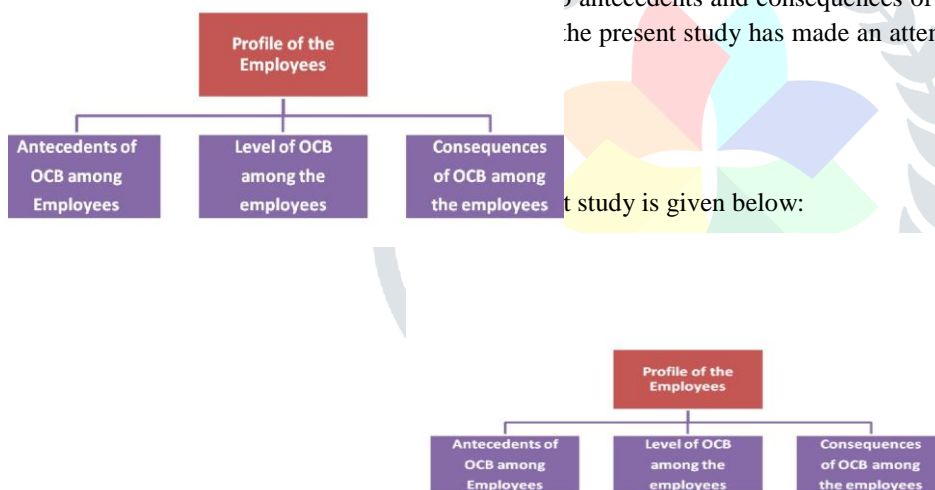 antecedents and consequences of
the present study has made an
Profile of the
Employees
Antecedents of
OCB among
Employees
Level of OCB
among the
employees
Consequences
of OCB among
the employees
study is given below:
Profile of the
Employees
Antecedents of
OCB among
Employees
Level of OCB
among the
employees
Consequences
of OCB among
the employees